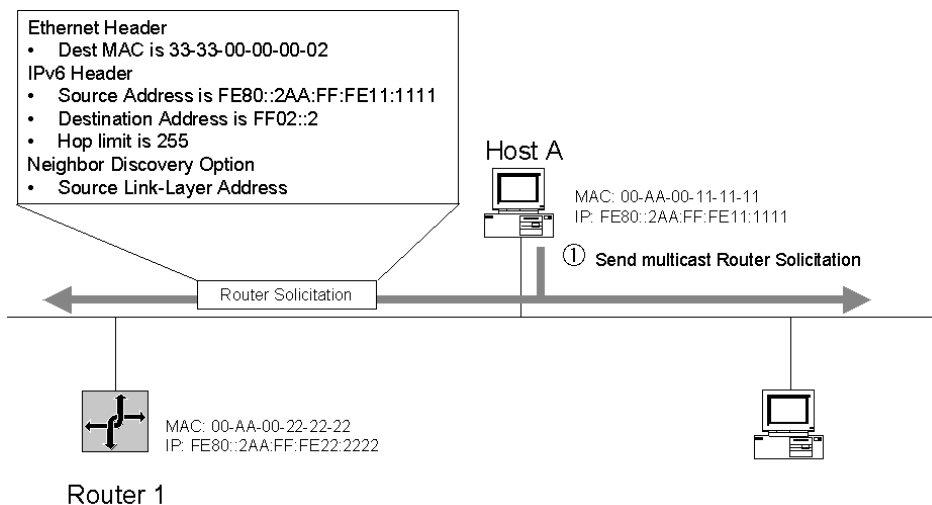 Ethernet Header
• Dest MAC is 33-33-00-00-00-02
IPv6 Header
• Source Address is FE80::2AA:FF:FE11:1111
• Destination Address is FF02::2
• Hop limit is 255
Neighbor Discovery Option
• Source Link-Layer Address
Host A
MAC: 00-AA-00-11-11-11
IP: FE80::2AA:FF:FE11:1111
① Send multicast Router Solicitation
Router Solicitation
MAC: 00-AA-00-22-22-22
IP: FE80::2AA:FF:FE22:2222
Router 1